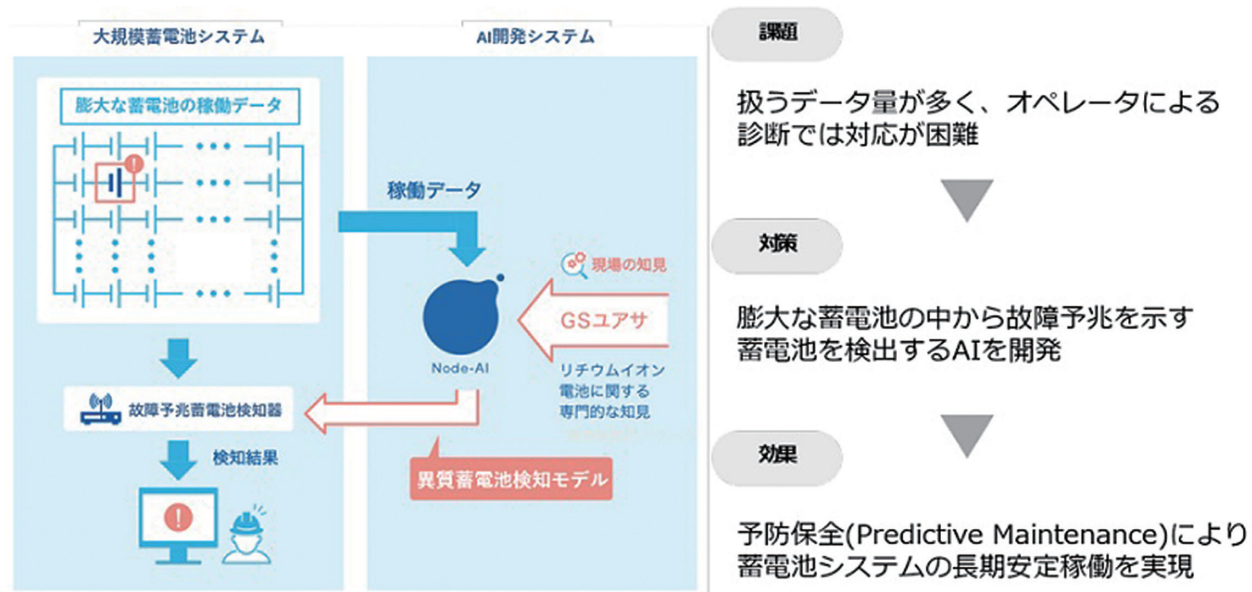 大規模蓄電池システム
膨大な蓄電池の稼働データ
!
故障予兆蓄電池検知器
検知結果
!
AI開発システム
稼働データ
現場の知見
GSユアサ
Node-AI
リチウムイオン
電池に関する
専門的な知見
異質蓄電池検知モデル
課題
扱うデータ量が多く、オペレータによる
診断では対応が困難
対策
膨大な蓄電池の中から故障予兆を示す
蓄電池を検出するAIを開発
効果
予防保全(Predictive Maintenance)により
蓄電池システムの長期安定稼働を実現